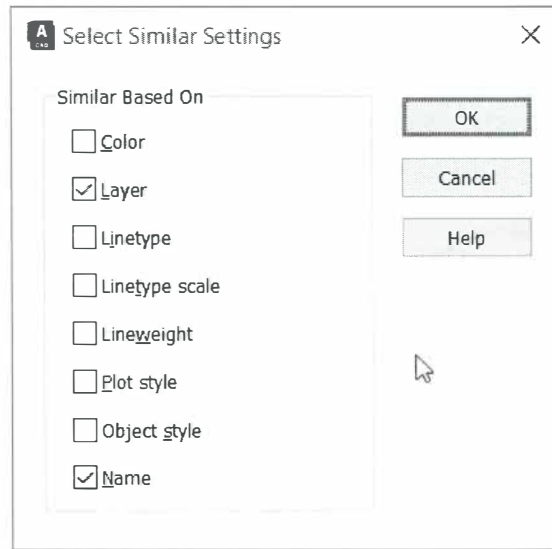 A
CAD
Select Similar Settings
Similar Based On
Color
Layer
Linetype
Linetype scale
Lineweight
Plot style
Object style
Name
OK
Cancel
Help